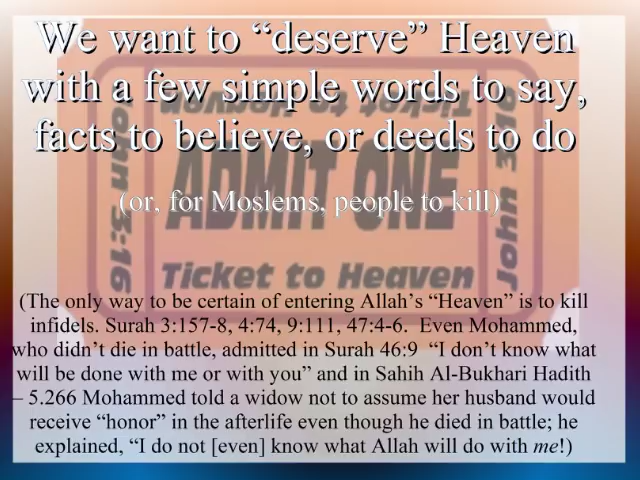 We want to “deserve” Heaven
with a few simple words to say,
facts to believe, or deeds to do
(or, for Moslems, people to kill)
Ticket to Heaven
John 3:16
ADMIT ONE
John 3:16
Ticket to Heaven
(The only way to be certain of entering Allah’s “Heaven” is to kill
infidels. Surah 3:157-8, 4:74, 9:111, 47:4-6.  Even Mohammed,
who didn’t die in battle, admitted in Surah 46:9  “I don’t know what
will be done with me or with you” and in Sahih Al-Bukhari Hadith
– 5.266 Mohammed told a widow not to assume her husband would
receive “honor” in the afterlife even though he died in battle; he
explained, “I do not [even] know what Allah will do with me!)